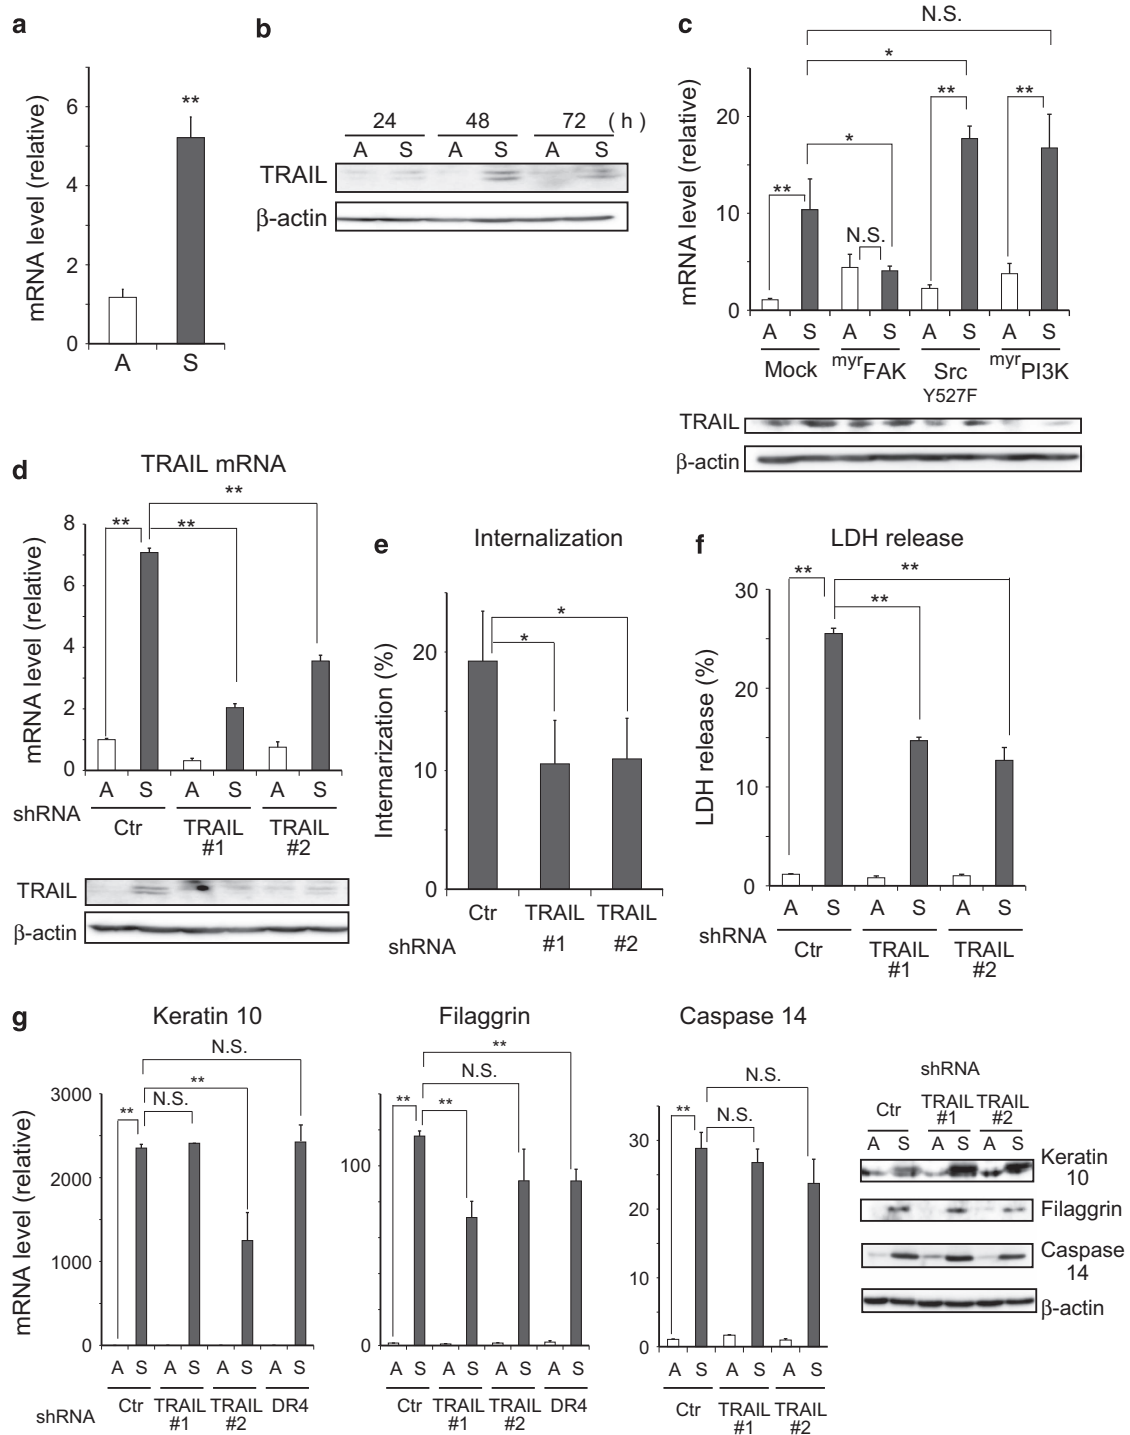 a
mRNA level (relative)
6
4
2
0
**
A S
b
24 48 72 (h)
A S A S A S
TRAIL
β-actin
c
N.S.
*
** **
*
**
N.S.
mRNA level (relative)
20
10
0
A S A S A S A S
Mock myrFAK Src myrPI3K
Y527F
TRAIL
β-actin
d
TRAIL mRNA
**
** **
mRNA level (relative)
8
6
4
2
0
A S A S A S
shRNA
Ctr TRAIL TRAIL
#1 #2
TRAIL
β-actin
e
Internalization
*
*
Internarization (%)
20
10
0
Ctr TRAIL TRAIL
#1 #2
shRNA
f
LDH release
** **
**
LDH release (%)
30
20
10
0
A S A S A S
shRNA
Ctr TRAIL TRAIL
#1 #2
g
Keratin 10
N.S.
**
** N.S.
mRNA level (relative)
3000
2000
1000
0
A S A S A S A S
shRNA
Ctr TRAIL TRAIL DR4
#1 #2
Filaggrin
**
N.S.
** **
100
0
A S A S A S A S
Ctr TRAIL TRAIL DR4
#1 #2
Caspase 14
N.S.
** N.S.
30
20
10
0
A S A S A S
Ctr TRAIL TRAIL
#1 #2
shRNA
Ctr TRAIL TRAIL
#1 #2
A S A S A S
Keratin
10
Filaggrin
Caspase
14
β-actin